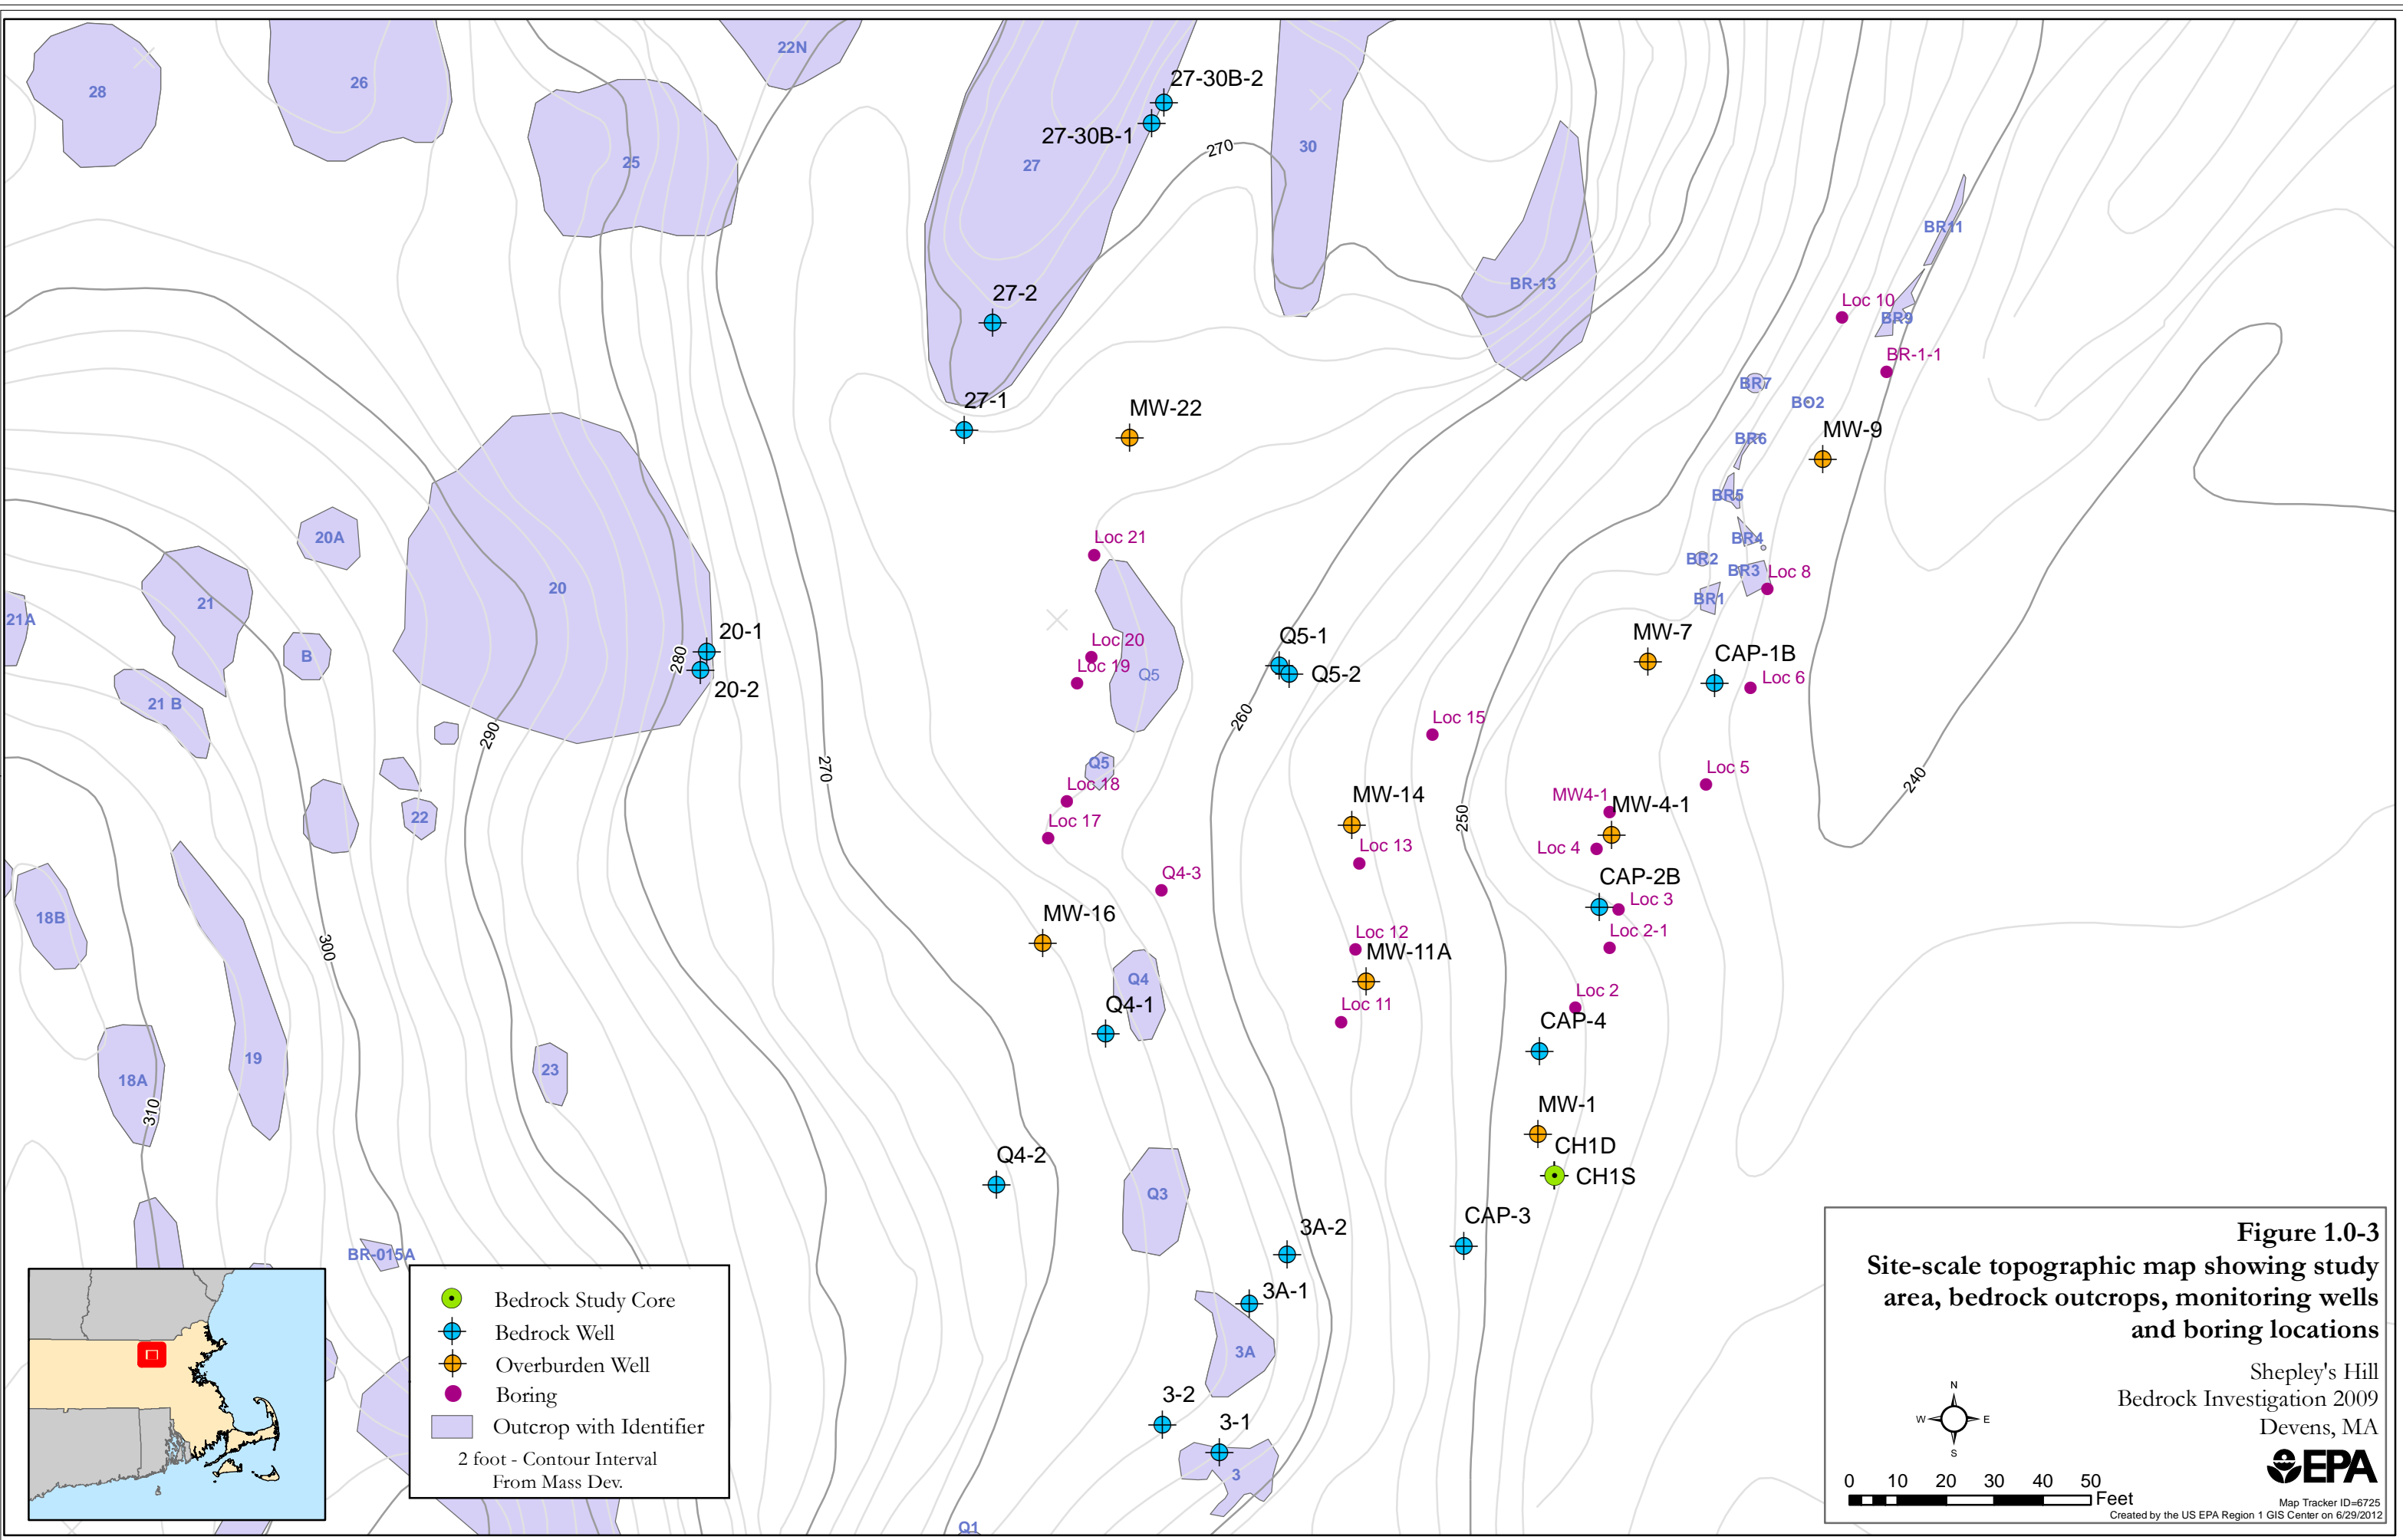 22N
28
26
27-30B-2
27-30B-1
270
30
25
27
BR11
BR-13
27-2
Loc 10
BR9
BR-1-1
BR7
27-1
MW-22
BO2
MW-9
BR6
BR5
20A
Loc 21
BR4
BR2
BR3
Loc 8
20
21
BR1
21A
20-1
Q5-1
MW-7
Loc 20
B
280
CAP-1B
Loc 19
Q5
Q5-2
Loc 6
20-2
21 B
260
Loc 15
290
Q5
270
Loc 5
240
Loc 18
MW-14
MW4-1
MW-4-1
22
Loc 17
250
Loc 13
Loc 4
Q4-3
CAP-2B
Loc 3
18B
MW-16
Loc 12
Loc 2-1
300
MW-11A
Q4
Loc 2
Q4-1
Loc 11
CAP-4
19
23
18A
310
MW-1
CH1D
Q4-2
CH1S
Q3
CAP-3
3A-2
BR-015A
3A-1
3A
3-2
3-1
3
Q1
Bedrock Study Core
Bedrock Well
Overburden Well
Boring
Outcrop with Identifier
2 foot - Contour Interval
From Mass Dev.
Figure 1.0-3
Site-scale topographic map showing study
area, bedrock outcrops, monitoring wells
and boring locations
Shepley's Hill
Bedrock Investigation 2009
Devens, MA
N
W E
S
EPA
0 10 20 30 40 50
Feet
Map Tracker ID=6725
Created by the US EPA Region 1 GIS Center on 6/29/2012